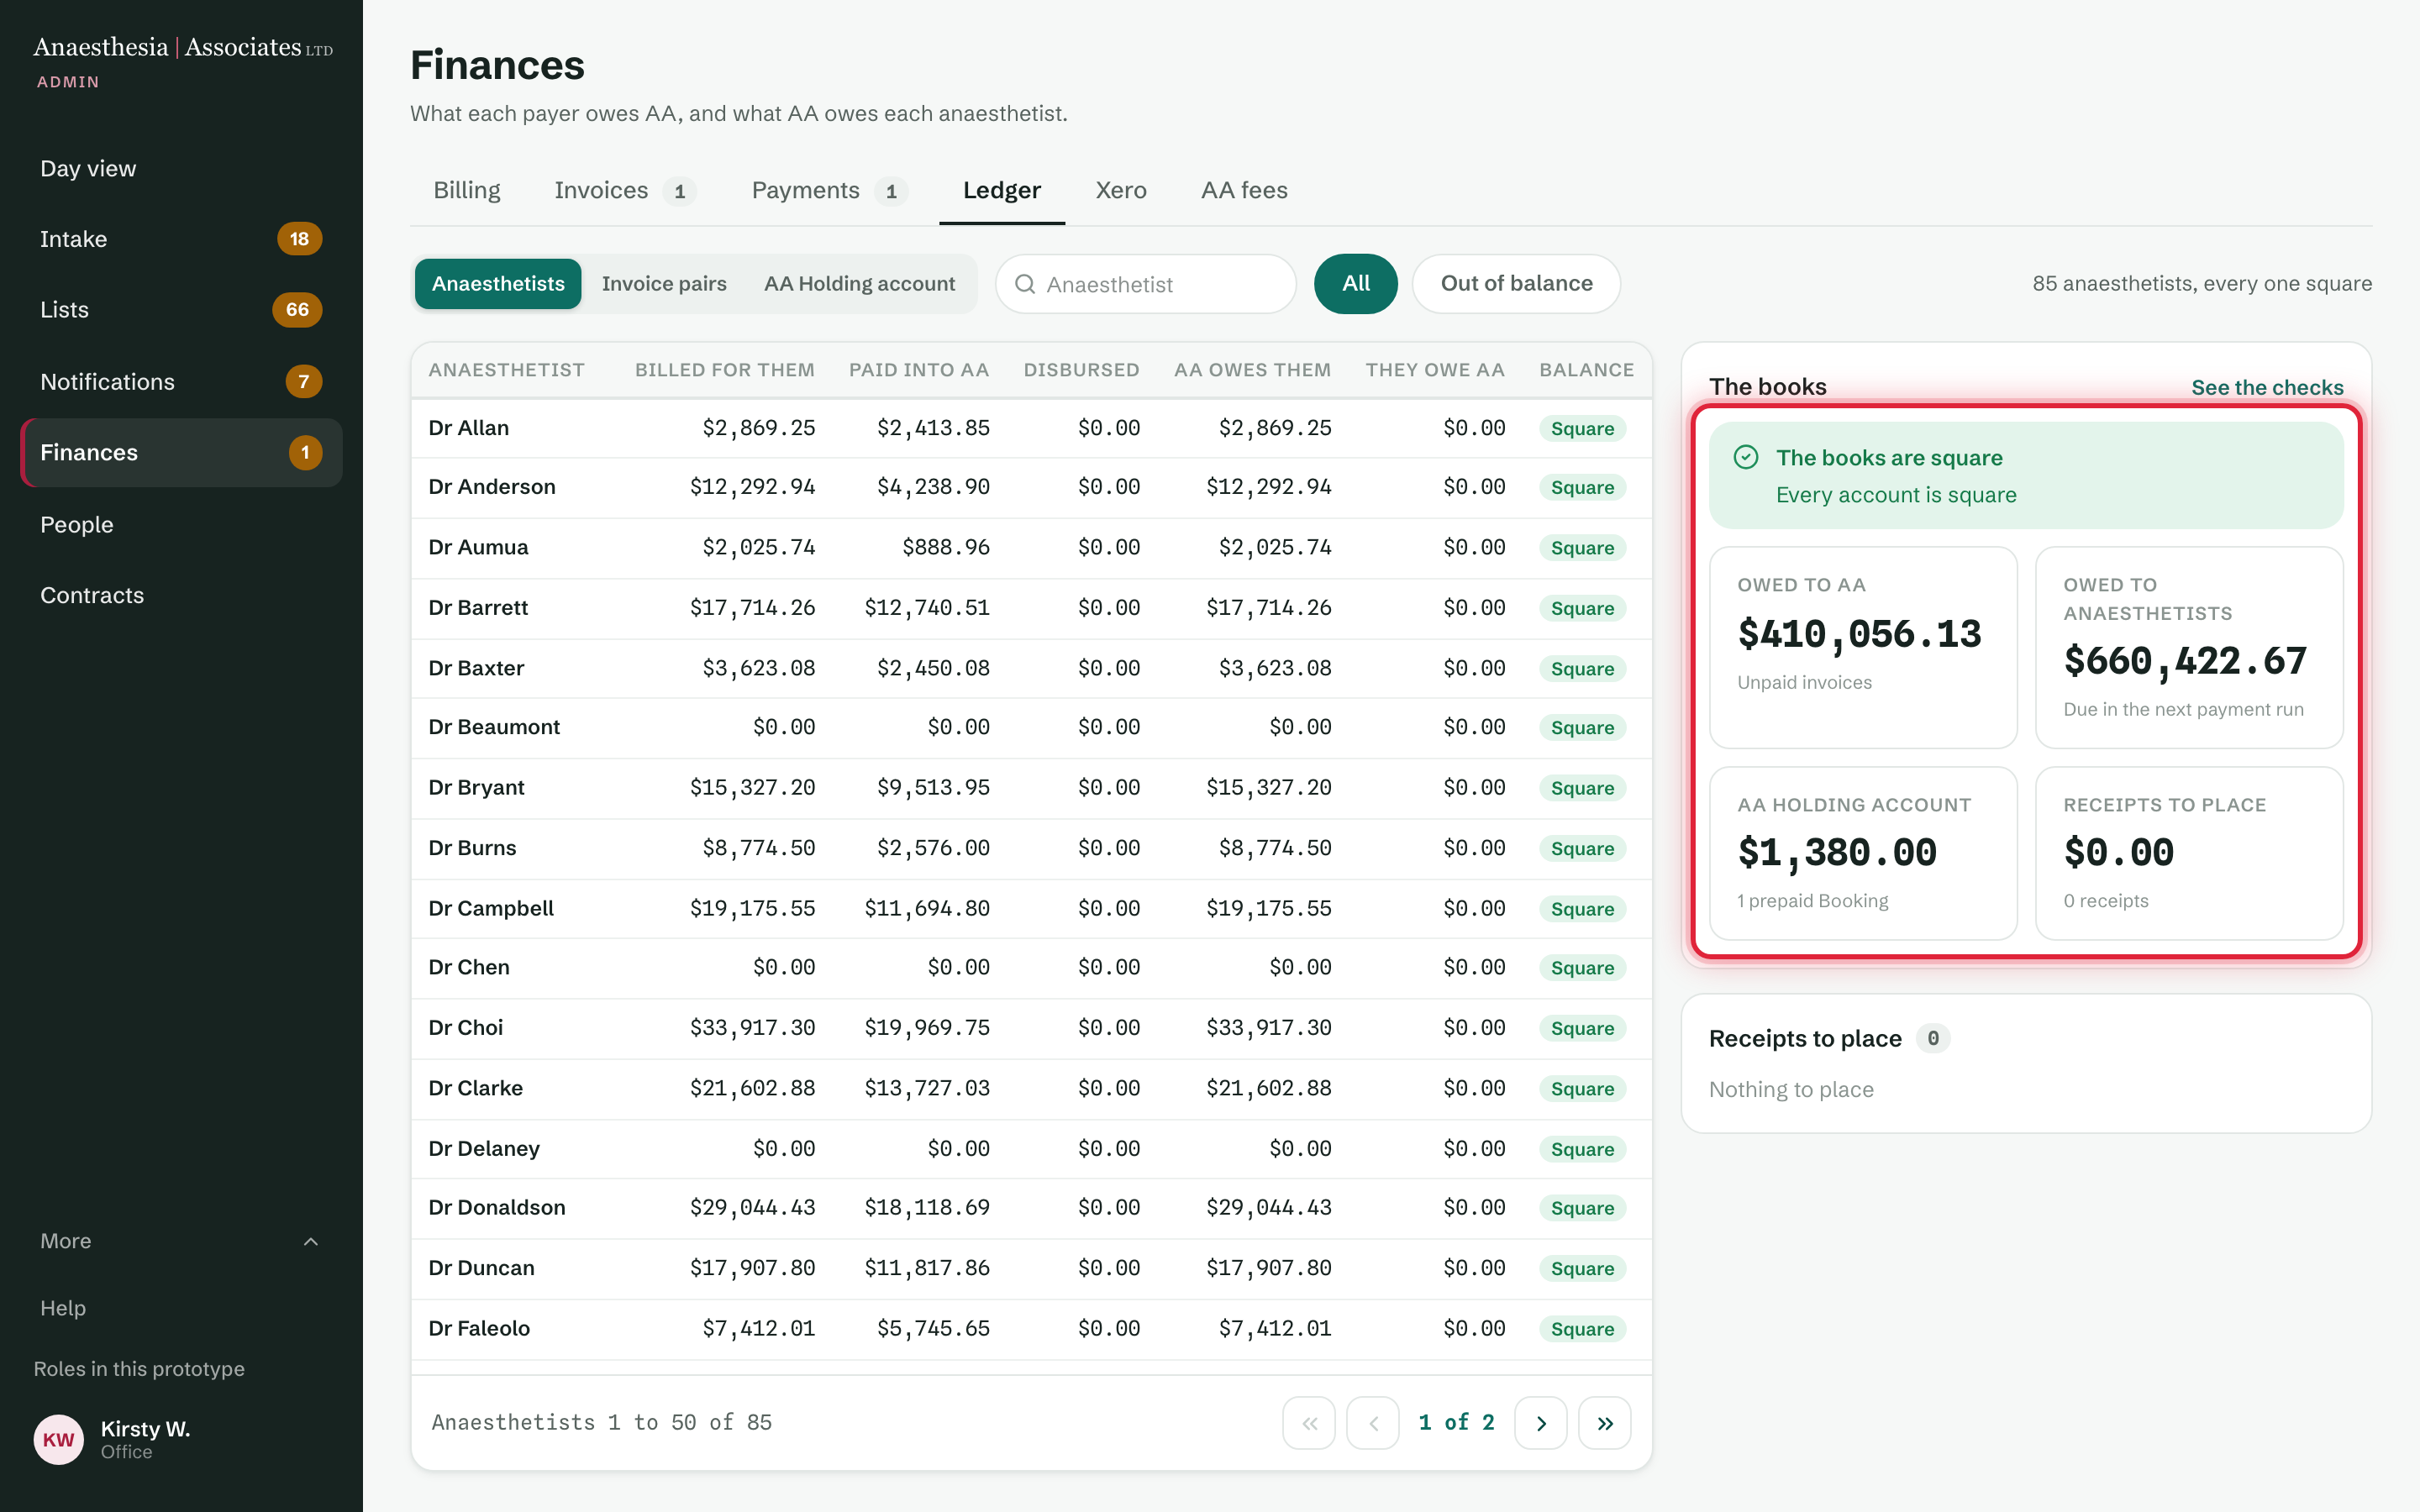 Anaesthesia | Associates LTD
ADMIN
Day view
Intake 18
Lists 66
Notifications 7
Finances 1
People
Contracts
More
Help
Roles in this prototype
KW
Kirsty W.
Office
Finances
What each payer owes AA, and what AA owes each anaesthetist.
Billing Invoices 1 Payments 1 Ledger Xero AA fees
Anaesthetists Invoice pairs AA Holding account Anaesthetist All Out of balance 85 anaesthetists, every one square
ANAESTHETIST BILLED FOR THEM PAID INTO AA DISBURSED AA OWES THEM THEY OWE AA BALANCE
Dr Allan $2,869.25 $2,413.85 $0.00 $2,869.25 $0.00 Square
Dr Anderson $12,292.94 $4,238.90 $0.00 $12,292.94 $0.00 Square
Dr Aumua $2,025.74 $888.96 $0.00 $2,025.74 $0.00 Square
Dr Barrett $17,714.26 $12,740.51 $0.00 $17,714.26 $0.00 Square
Dr Baxter $3,623.08 $2,450.08 $0.00 $3,623.08 $0.00 Square
Dr Beaumont $0.00 $0.00 $0.00 $0.00 $0.00 Square
Dr Bryant $15,327.20 $9,513.95 $0.00 $15,327.20 $0.00 Square
Dr Burns $8,774.50 $2,576.00 $0.00 $8,774.50 $0.00 Square
Dr Campbell $19,175.55 $11,694.80 $0.00 $19,175.55 $0.00 Square
Dr Chen $0.00 $0.00 $0.00 $0.00 $0.00 Square
Dr Choi $33,917.30 $19,969.75 $0.00 $33,917.30 $0.00 Square
Dr Clarke $21,602.88 $13,727.03 $0.00 $21,602.88 $0.00 Square
Dr Delaney $0.00 $0.00 $0.00 $0.00 $0.00 Square
Dr Donaldson $29,044.43 $18,118.69 $0.00 $29,044.43 $0.00 Square
Dr Duncan $17,907.80 $11,817.86 $0.00 $17,907.80 $0.00 Square
Dr Faleolo $7,412.01 $5,745.65 $0.00 $7,412.01 $0.00 Square
Anaesthetists 1 to 50 of 85 1 of 2
The books See the checks
The books are square
Every account is square
OWED TO AA
$410,056.13
Unpaid invoices
OWED TO
ANAESTHETISTS
$660,422.67
Due in the next payment run
AA HOLDING ACCOUNT
$1,380.00
1 prepaid Booking
RECEIPTS TO PLACE
$0.00
0 receipts
Receipts to place 0
Nothing to place